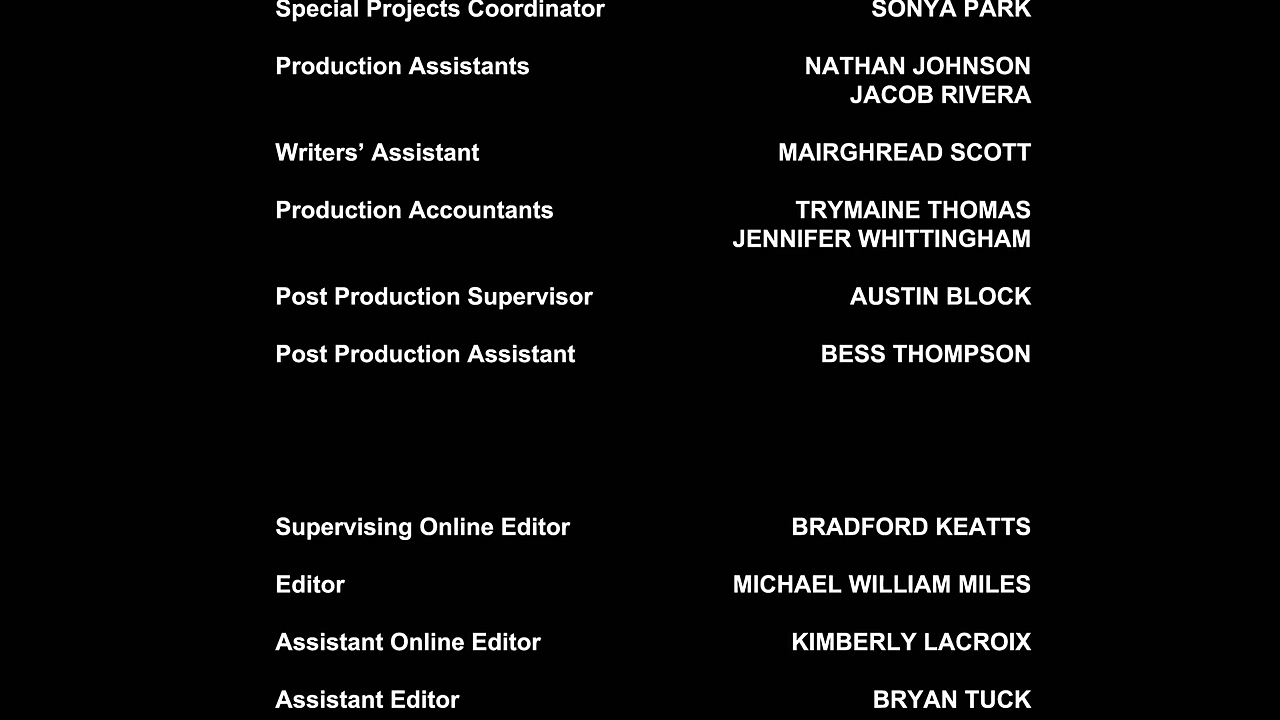 Special Projects Coordinator SONYA PARK
Production Assistants NATHAN JOHNSON
JACOB RIVERA
Writers’ Assistant MAIRGHREAD SCOTT
Production Accountants TRYMAINE THOMAS
JENNIFER WHITTINGHAM
Post Production Supervisor AUSTIN BLOCK
Post Production Assistant BESS THOMPSON
Supervising Online Editor BRADFORD KEATTS
Editor MICHAEL WILLIAM MILES
Assistant Online Editor KIMBERLY LACROIX
Assistant Editor BRYAN TUCK